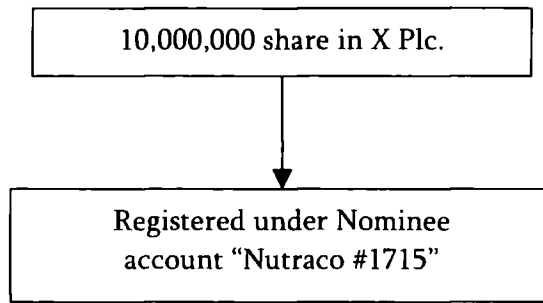 10,000,000 share in X Plc.
Registered under Nominee
account “Nutraco #1715”